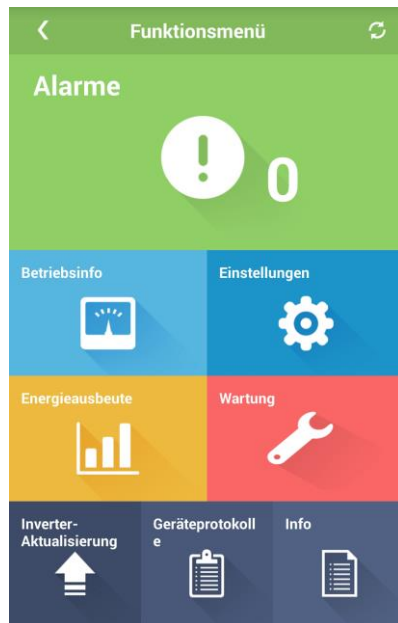 Funktionsmenü
Alarme
0
Betriebsinfo
Einstellungen
Energieausbeute
Wartung
Inverter-
Aktualisierung
Geräteprotokoll
e
Info